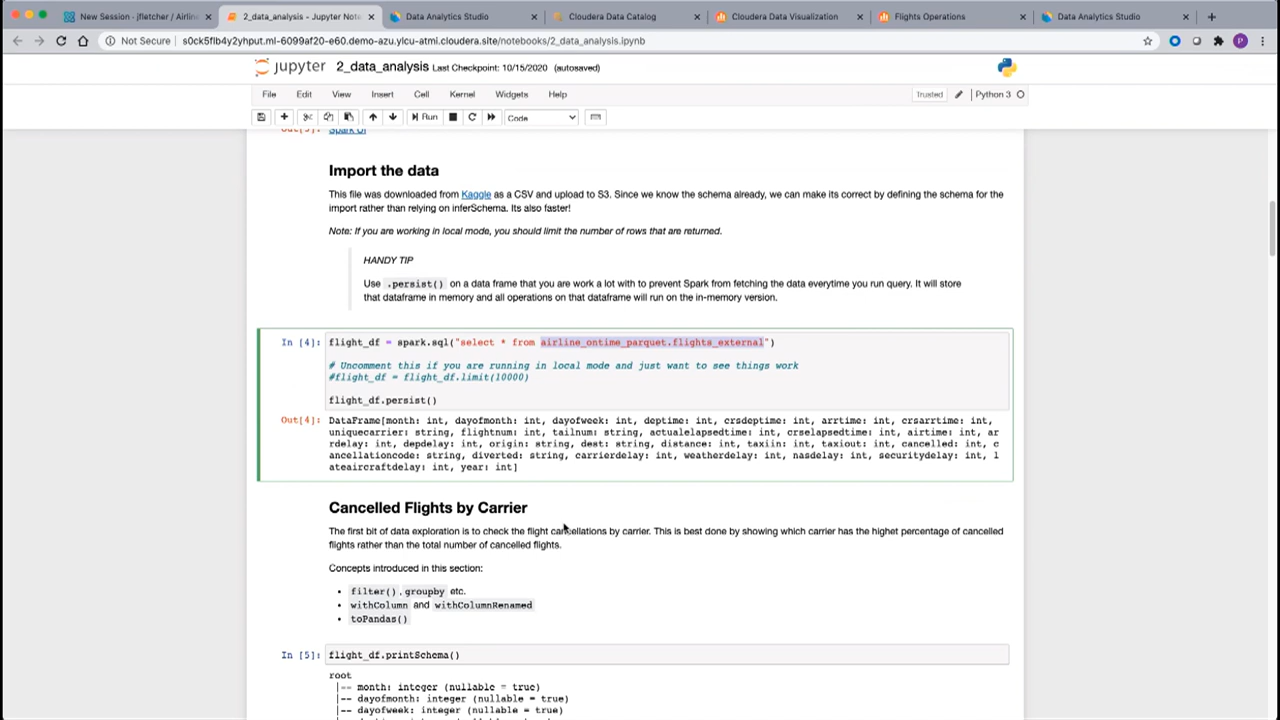 New Session - jfletcher / Airline
2_data_analysis - Jupyter Note
Data Analytics Studio
Cloudera Data Catalog
Cloudera Data Visualization
Flights Operations
Data Analytics Studio
Not Secure | s0ck5flb4y2yhput.ml-6099af20-e60.demo-azu.ylcu-atmi.cloudera.site/notebooks/2_data_analysis.ipynb
P
jupyter 2_data_analysis Last Checkpoint: 10/15/2020 (autosaved)
File Edit View Insert Cell Kernel Widgets Help
Trusted Python 3
Run Code
Spark UI
Import the data
This file was downloaded from Kaggle as a CSV and upload to S3. Since we know the schema already, we can make its correct by defining the schema for the
import rather than relying on inferSchema. Its also faster!
Note: If you are working in local mode, you should limit the number of rows that are returned.
HANDY TIP
Use .persist() on a data frame that you are work a lot with to prevent Spark from fetching the data everytime you run query. It will store
that dataframe in memory and all operations on that dataframe will run on the in-memory version.
In [4]: flight_df = spark.sql("select * from airline_ontime_parquet.flights_external")
# Uncomment this if you are running in local mode and just want to see things work
#flight_df = flight_df.limit(10000)
flight_df.persist()
Out[4]: DataFrame[month: int, dayofmonth: int, dayofweek: int, deptime: int, crsdeptime: int, arrtime: int, crsarrtime: int,
uniquecarrier: string, flightnum: int, tailnum: string, actualelapsedtime: int, crselapsedtime: int, airtime: int, ar
rdelay: int, depdelay: int, origin: string, dest: string, distance: int, taxiin: int, taxiout: int, cancelled: int, c
ancellationcode: string, diverted: string, carrierdelay: int, weatherdelay: int, nasdelay: int, securitydelay: int, l
ateaircraftdelay: int, year: int]
Cancelled Flights by Carrier
The first bit of data exploration is to check the flight cancellations by carrier. This is best done by showing which carrier has the highet percentage of cancelled
flights rather than the total number of cancelled flights.
Concepts introduced in this section:
• filter(). groupby etc.
• withColumn and withColumnRenamed
• toPandas()
In [5]: flight_df.printSchema()
root
|-- month: integer (nullable = true)
|-- dayofmonth: integer (nullable = true)
|-- dayofweek: integer (nullable = true)